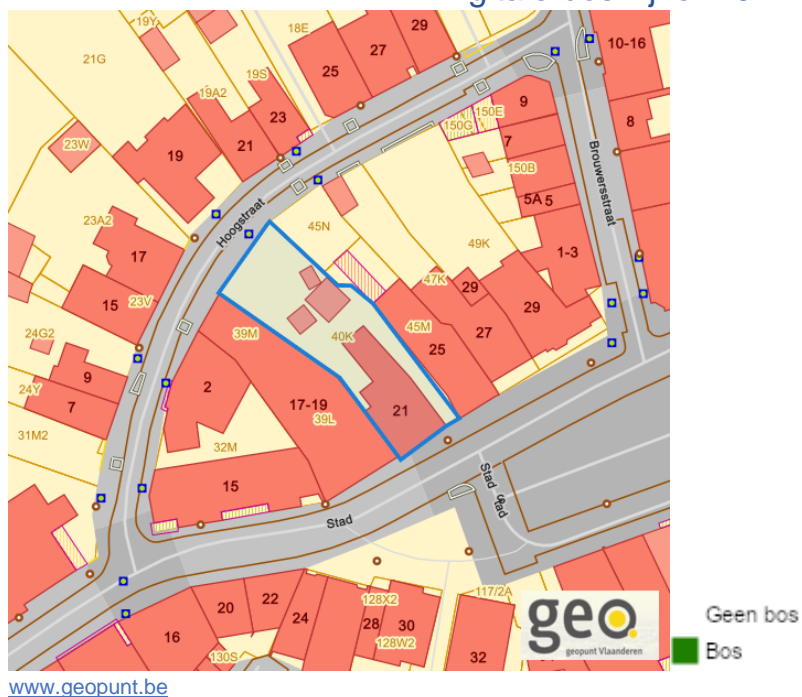 19Y
18E
29
27
25
10-16
21G
19S
19A2
23
21
150E
150G
9
8
7
23W
19
150B
Brouwersstraat
5A 5
Hoogstraat
23A2
45N
49K
17
1-3
47K
15
23V
29
29
24G2
39M
40K
45M
27
25
9
2
24Y
7
17-19
21
39L
31M2
32M
15
Stad
Stad
Stad
117/2A
22
20
128X2
24
28
30
16
128W2
130S
32
geo
geopunt Vlaanderen
Geen bos
Bos
www.geopunt.be